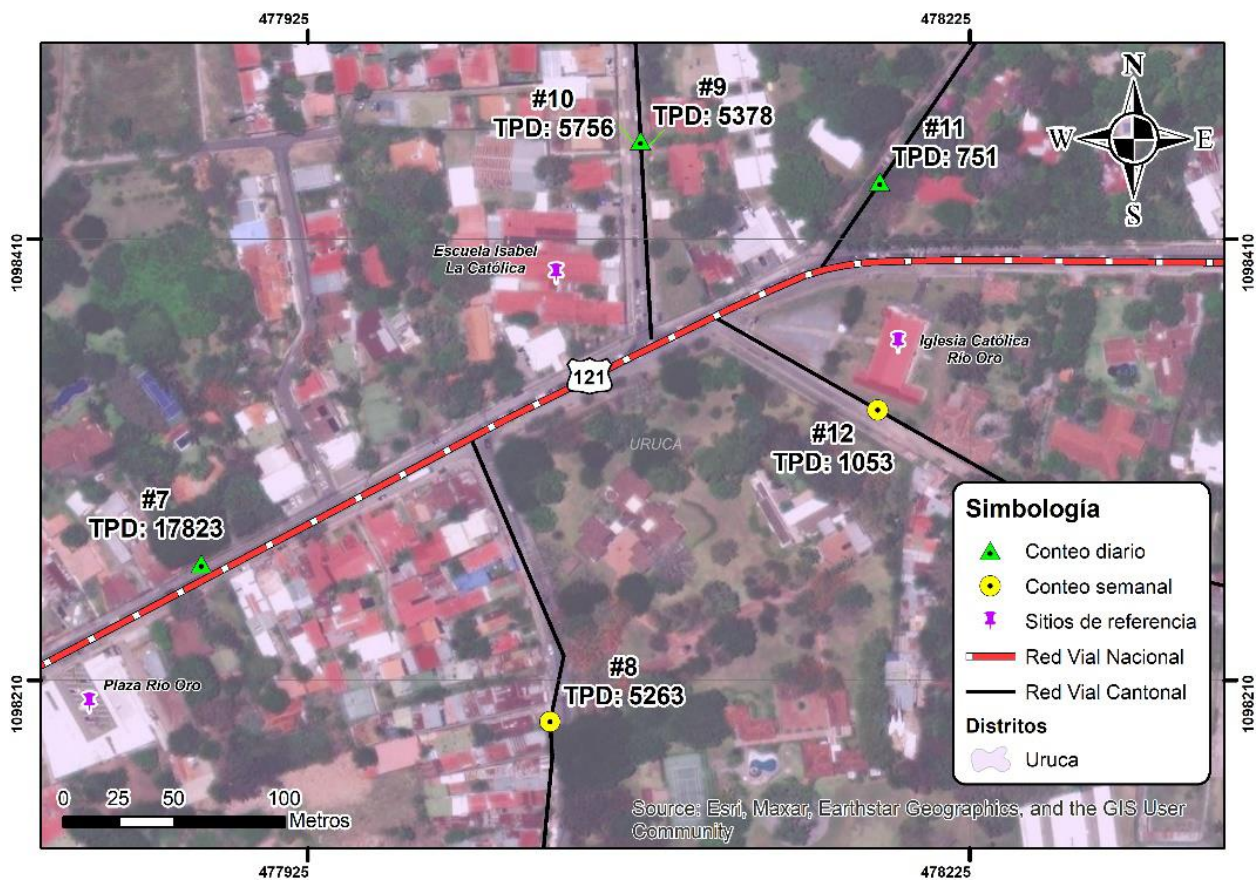 477925
478225
#10
TPD: 5756
#9
TPD: 5378
#11
TPD: 751
N
W
E
S
1098410
1098410
Escuela Isabel
La Católica
121
Iglesia Católica
Río Oro
URUCA
#12
TPD: 1053
#7
TPD: 17823
#8
TPD: 5263
Plaza Río Oro
1098210
1098210
Simbología
Conteo diario
Conteo semanal
Sitios de referencia
Red Vial Nacional
Red Vial Cantonal
Distritos
Uruca
0 25 50 100
Metros
Source: Esri, Maxar, Earthstar Geographics, and the GIS User
Community
477925
478225